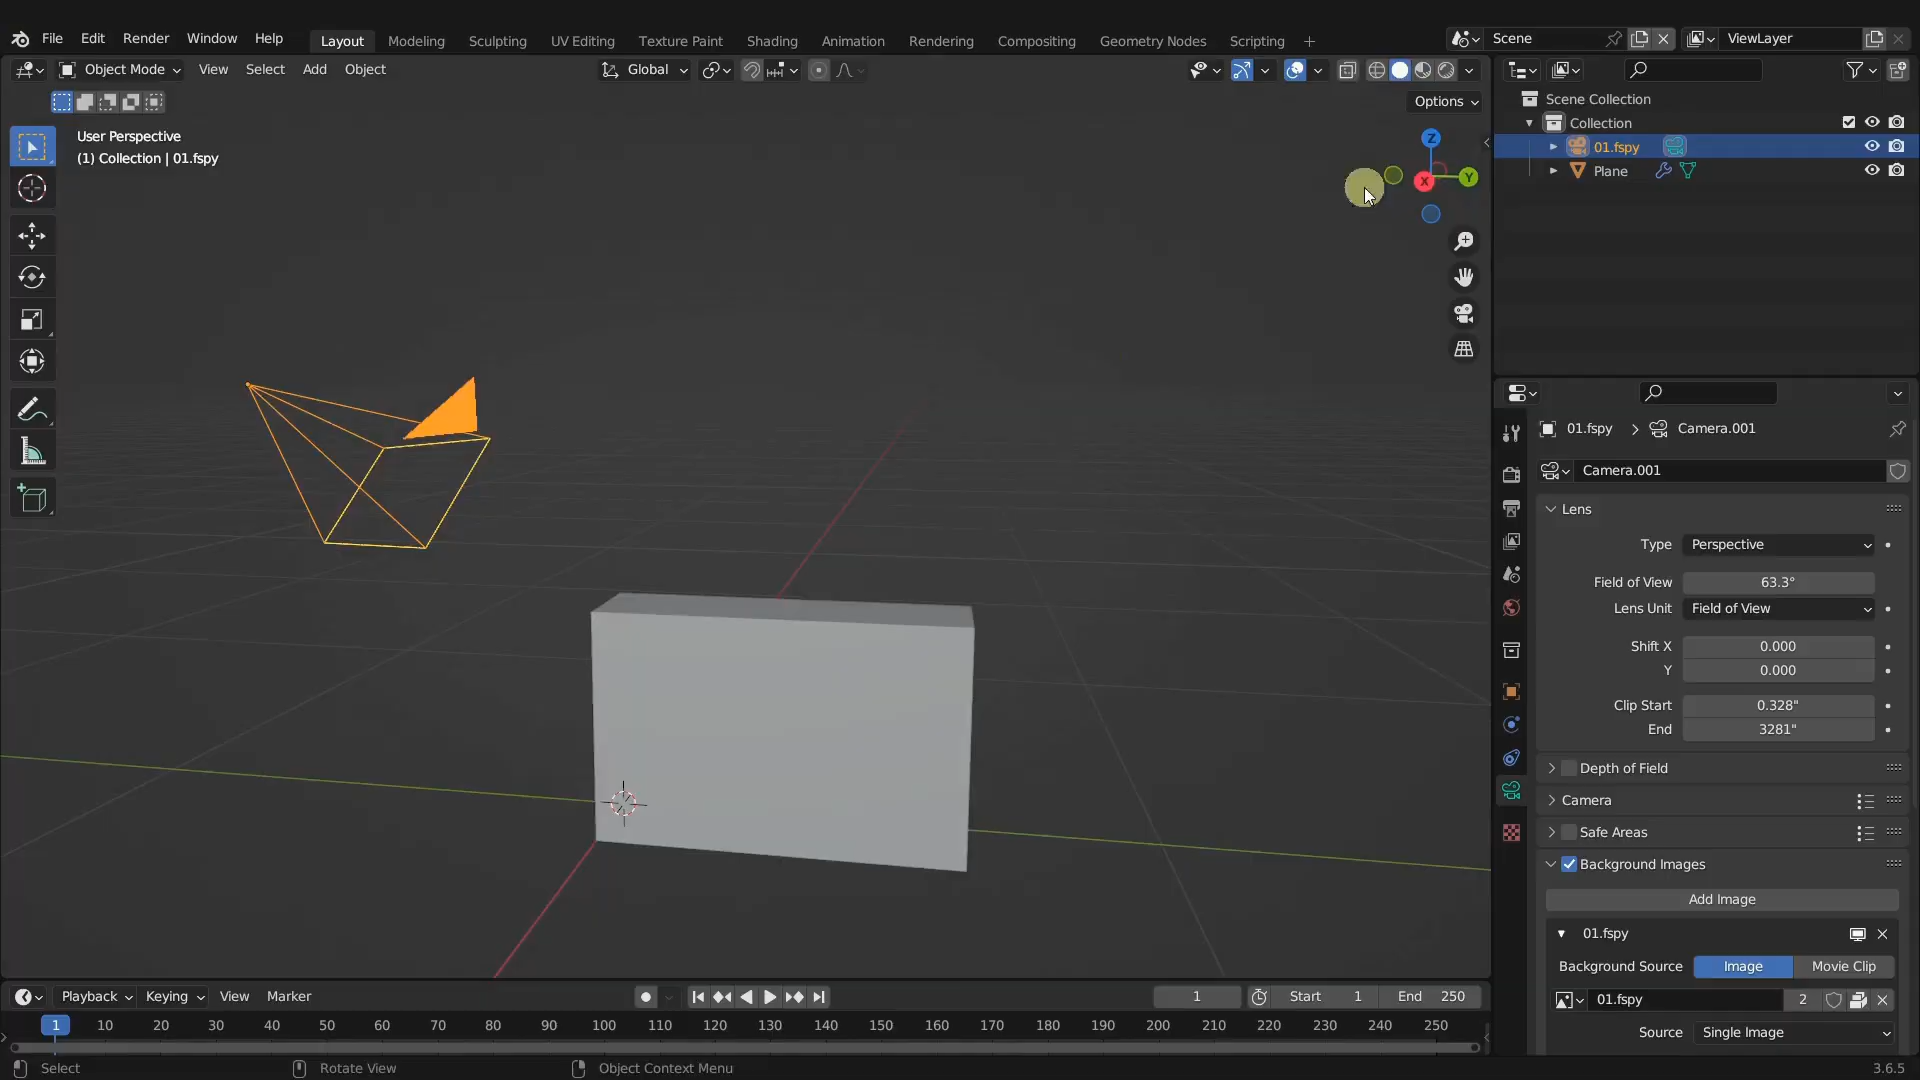 File Edit Render Window Help Layout Modeling Sculpting UV Editing Texture Paint Shading Animation Rendering Compositing Geometry Nodes Scripting + Scene ViewLayer
Object Mode View Select Add Object Global
Options
User Perspective
(1) Collection | 01.fspy
Z
Y
X
Scene Collection
Collection
01.fspy
Plane
01.fspy > Camera.001
Camera.001
Lens
Type Perspective
Field of View 63.3°
Lens Unit Field of View
Shift X 0.000
Y 0.000
Clip Start 0.328"
End 3281"
Depth of Field
Camera
Safe Areas
Background Images
Add Image
01.fspy
Background Source Image Movie Clip
01.fspy 2
Source Single Image
Playback Keying View Marker 1 Start 1 End 250
1 10 20 30 40 50 60 70 80 90 100 110 120 130 140 150 160 170 180 190 200 210 220 230 240 250
Select Rotate View Object Context Menu 3.6.5